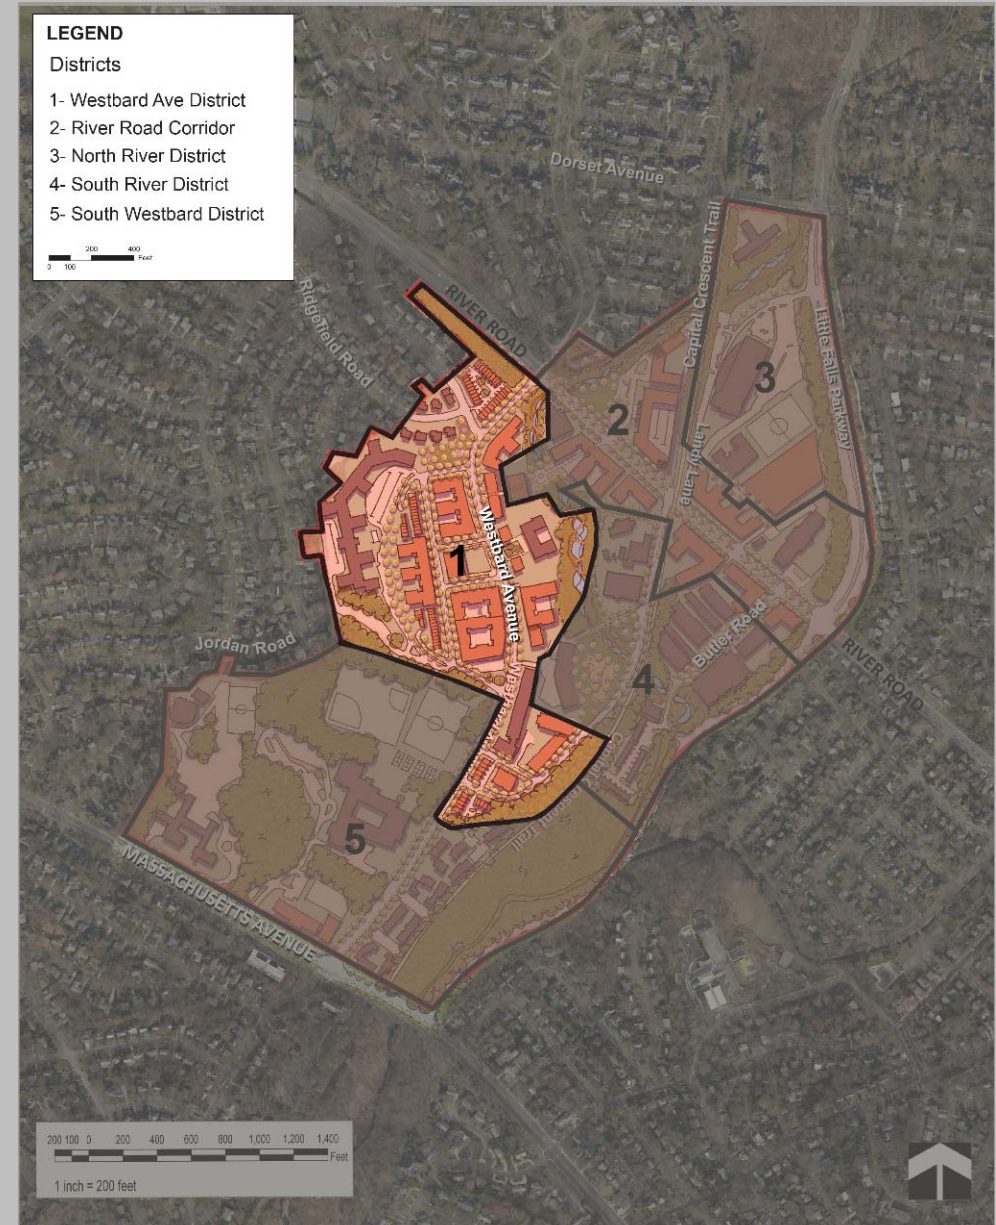 LEGEND
Districts
1- Westbard Ave District
2- River Road Corridor
3- North River District
4- South River District
5- South Westbard District
200 400
Feet
0 100
Dorset Avenue
Capital Crescent Trail
Ridgefield Road
RIVER ROAD
Little Falls Parkway
3
2
Landy Lane
Westbard Avenue
1
Jordan Road
Butler Road
RIVER ROAD
4
5
MASSACHUSETTS AVENUE
200 100 0 200 400 600 800 1,000 1,200 1,400
Feet
1 inch = 200 feet